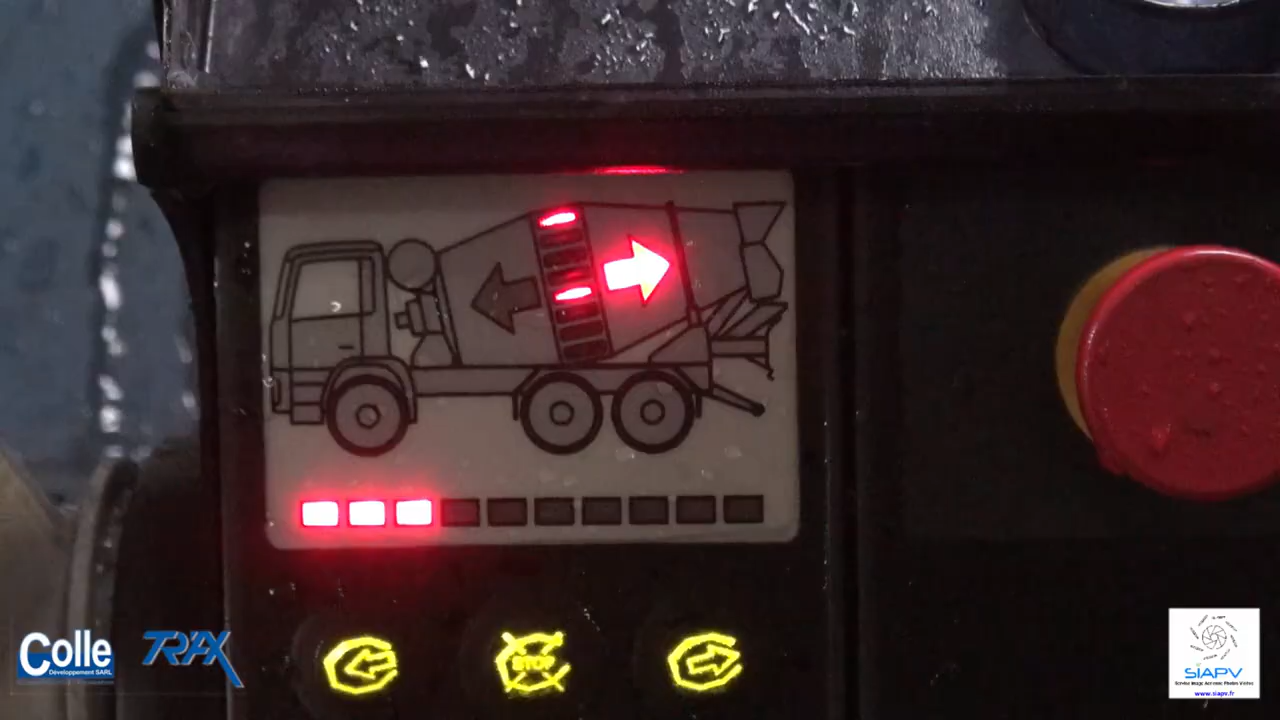 STOP
Colle
Développement SARL
TRAX
SIAPV
www.siapv.fr